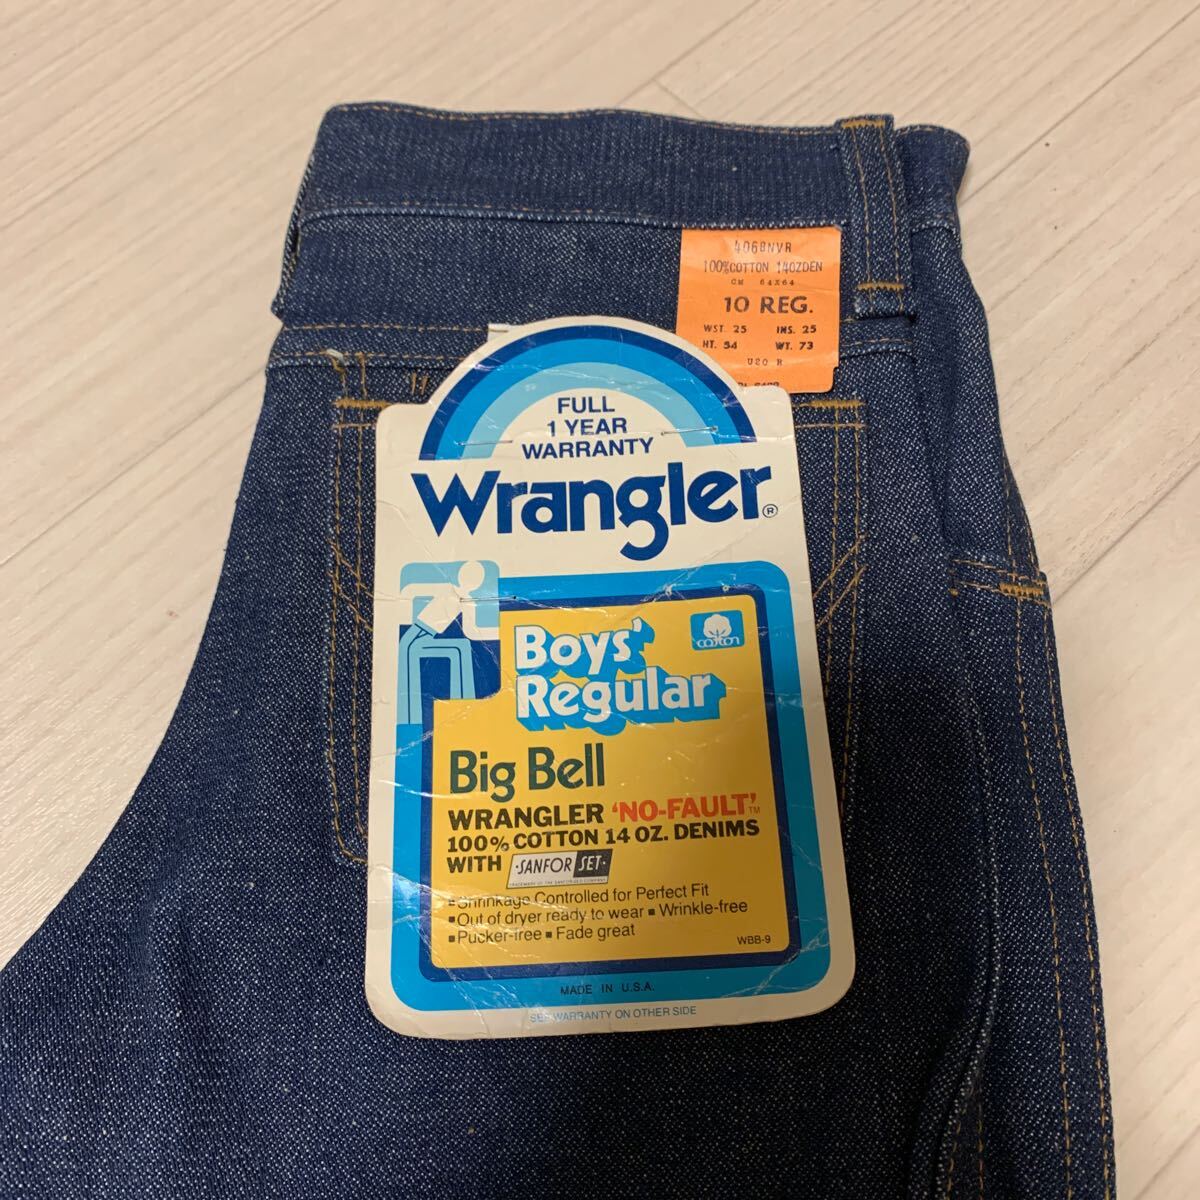 406BNVR
100%COTTON 14OZDEN
CM 64X64
10 REG.
WST. 25 INS. 25
HT. 54 WT. 73
U20 R
FULL
1 YEAR
WARRANTY
Wrangler®
cotton
Boys'
Regular
Big Bell
WRANGLER 'NO-FAULT'™
100% COTTON 14 OZ. DENIMS
WITH ·SANFOR SET·
▪ Shrinkage Controlled for Perfect Fit
▪ Out of dryer ready to wear ▪ Wrinkle-free
▪ Pucker-free ▪ Fade great
WBB-9
MADE IN U.S.A.
SEE WARRANTY ON OTHER SIDE